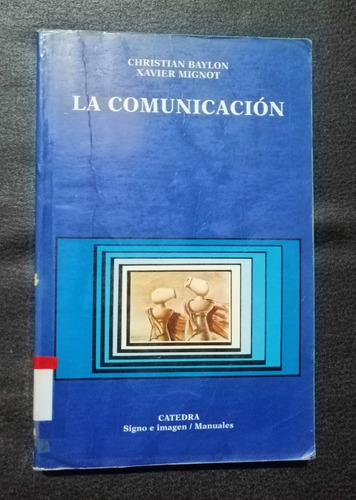 CHRISTIAN BAYLON
XAVIER MIGNOT
LA COMUNICACIÓN
CATEDRA
Signo e imagen / Manuales